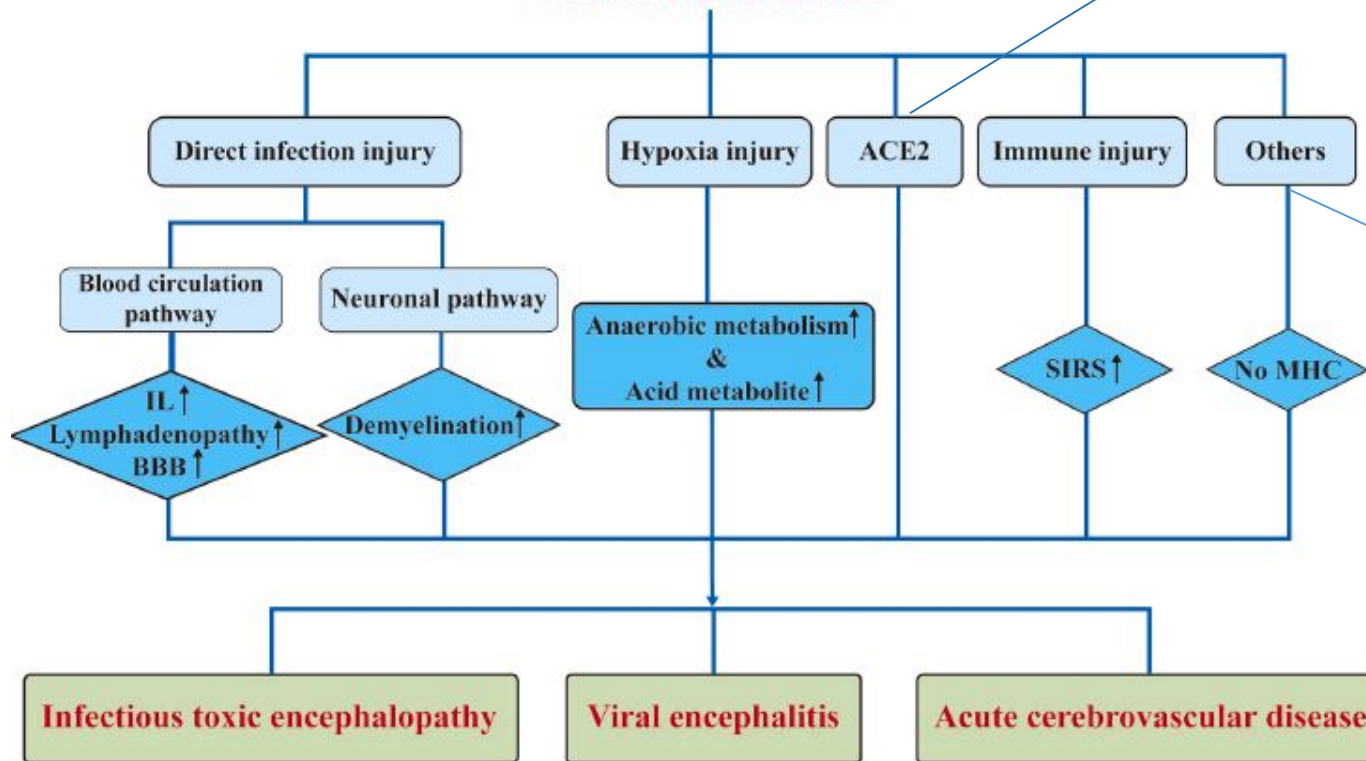 Direct infection injury
Hypoxia injury
ACE2
Immune injury
Others
Blood circulation
pathway
Neuronal pathway
Anaerobic metabolism↑
&
Acid metabolite↑
IL↑
Lymphadenopathy↑
BBB↑
Demyelination↑
SIRS↑
No MHC
Infectious toxic encephalopathy
Viral encephalitis
Acute cerebrovascular disease